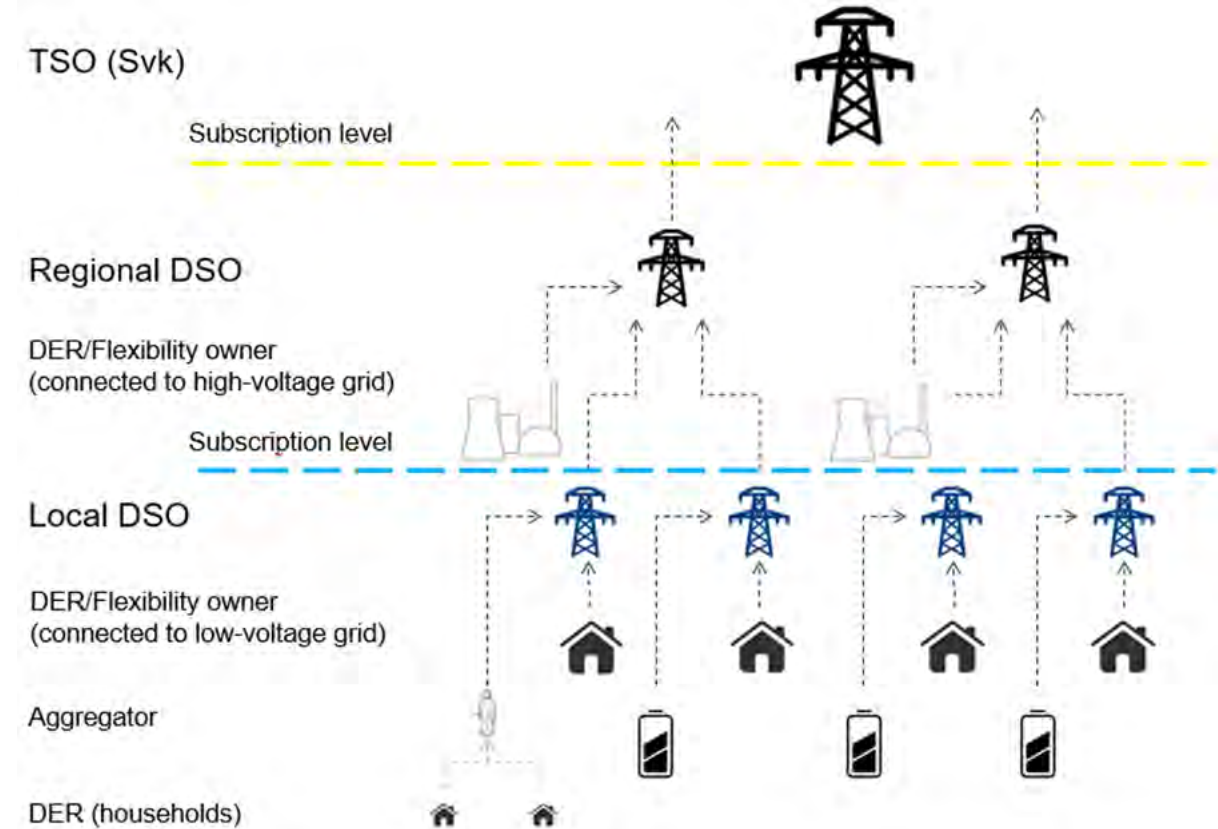 TSO (Svk)
Subscription level
Regional DSO
DER/Flexibility owner
(connected to high-voltage grid)
Subscription level
Local DSO
DER/Flexibility owner
(connected to low-voltage grid)
Aggregator
DER (households)